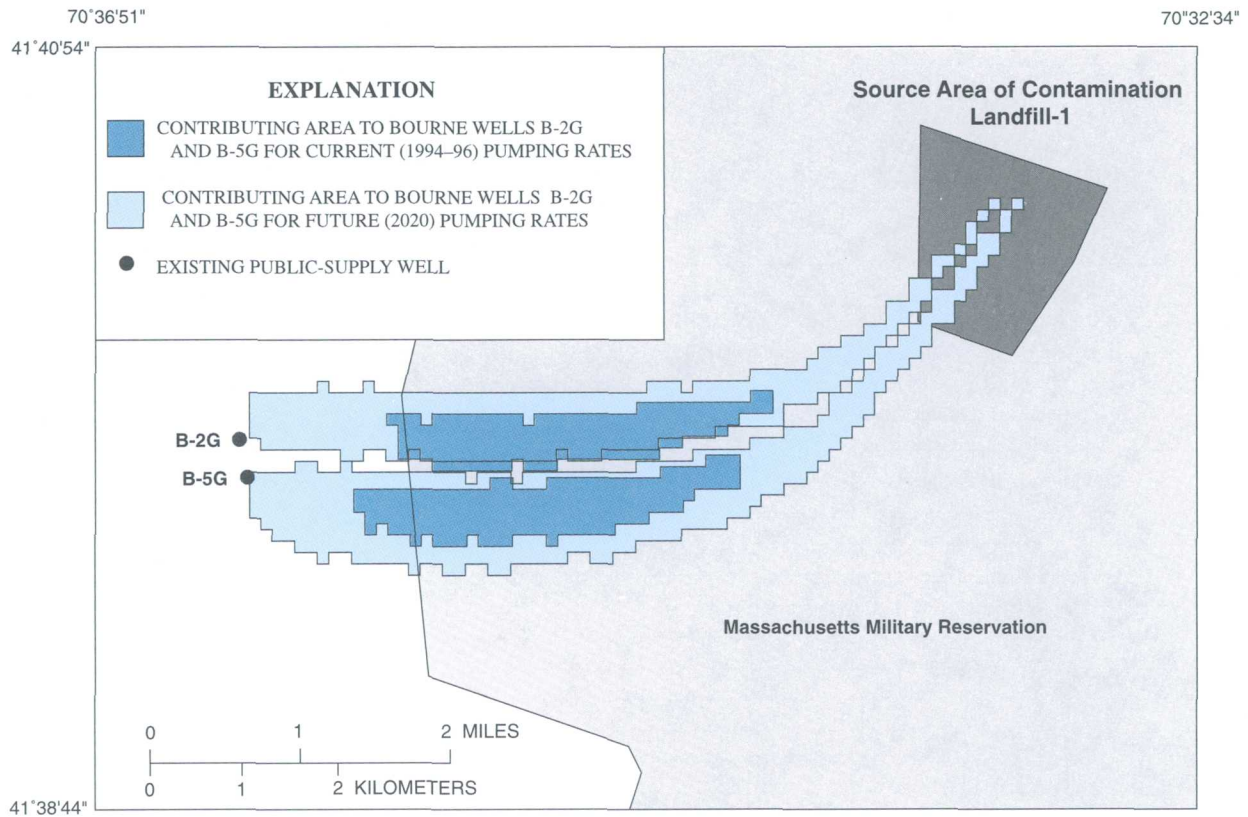 70°36'51"
70"32'34"
41°40'54"
EXPLANATION
CONTRIBUTING AREA TO BOURNE WELLS B-2G
AND B-5G FOR CURRENT (1994–96) PUMPING RATES
CONTRIBUTING AREA TO BOURNE WELLS B-2G
AND B-5G FOR FUTURE (2020) PUMPING RATES
EXISTING PUBLIC-SUPPLY WELL
Source Area of Contamination
Landfill-1
B-2G
B-5G
Massachusetts Military Reservation
0 1 2 MILES
0 1 2 KILOMETERS
41°38'44"